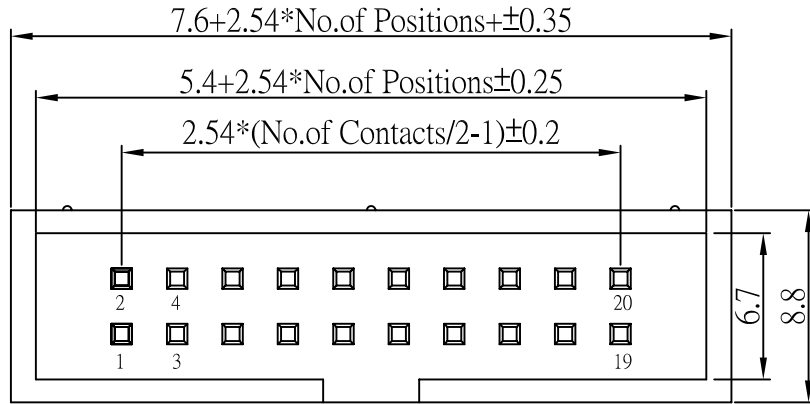 7.6+2.54*No.of Positions+±0.35
5.4+2.54*No.of Positions±0.25
2.54*(No.of Contacts/2-1)±0.2
2 4 20
1 3 19
6.7
8.8